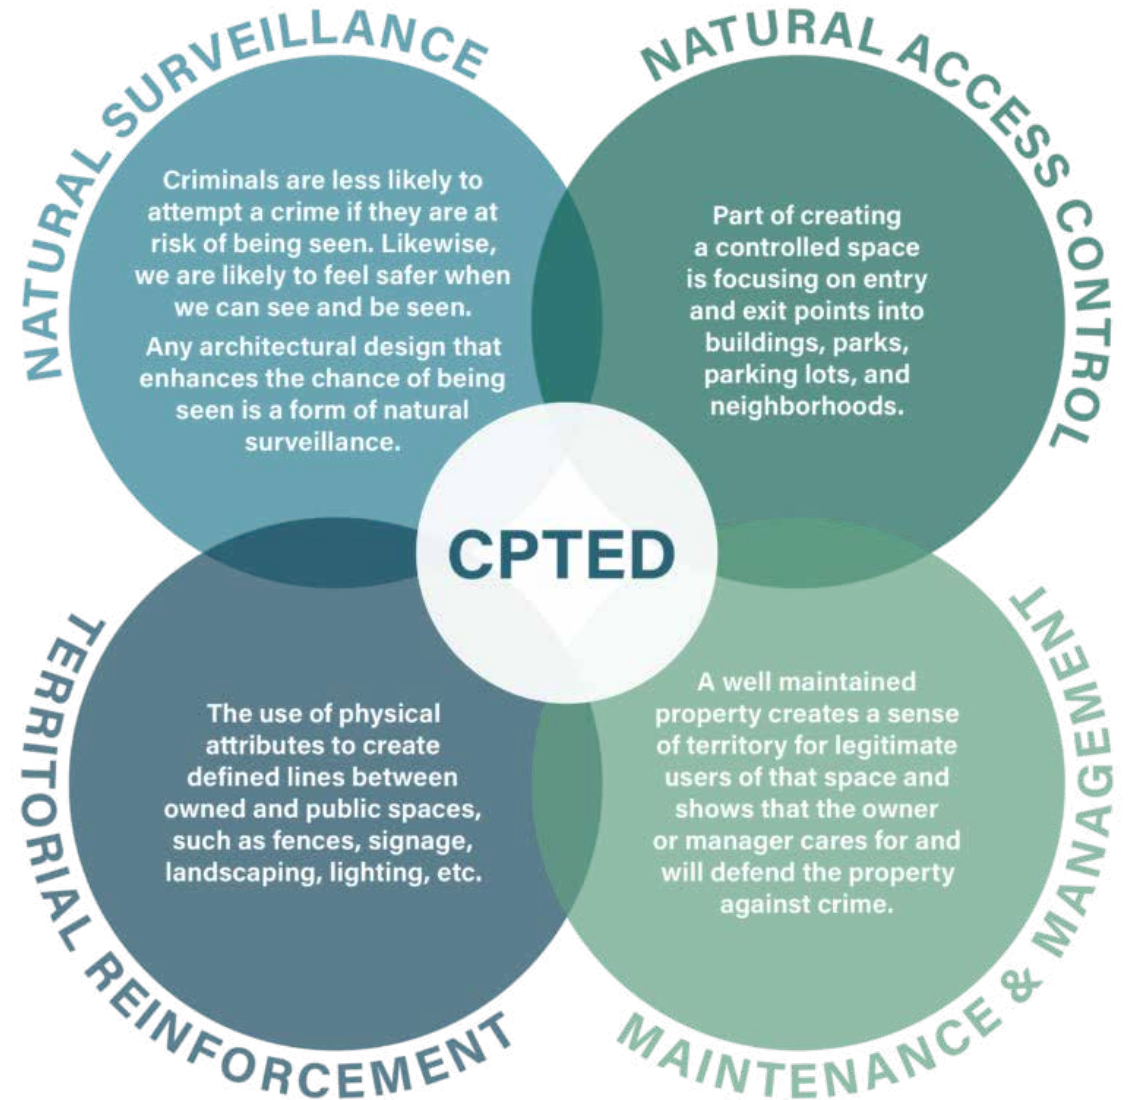 NATURAL SURVEILLANCE
Criminals are less likely to
attempt a crime if they are at
risk of being seen. Likewise,
we are likely to feel safer when
we can see and be seen.
Any architectural design that
enhances the chance of being
seen is a form of natural
surveillance.
NATURAL ACCESS CONTROL
Part of creating
a controlled space
is focusing on entry
and exit points into
buildings, parks,
parking lots, and
neighborhoods.
CPTED
TERRITORIAL REINFORCEMENT
The use of physical
attributes to create
defined lines between
owned and public spaces,
such as fences, signage,
landscaping, lighting, etc.
MAINTENANCE & MANAGEMENT
A well maintained
property creates a sense
of territory for legitimate
users of that space and
shows that the owner
or manager cares for and
will defend the property
against crime.